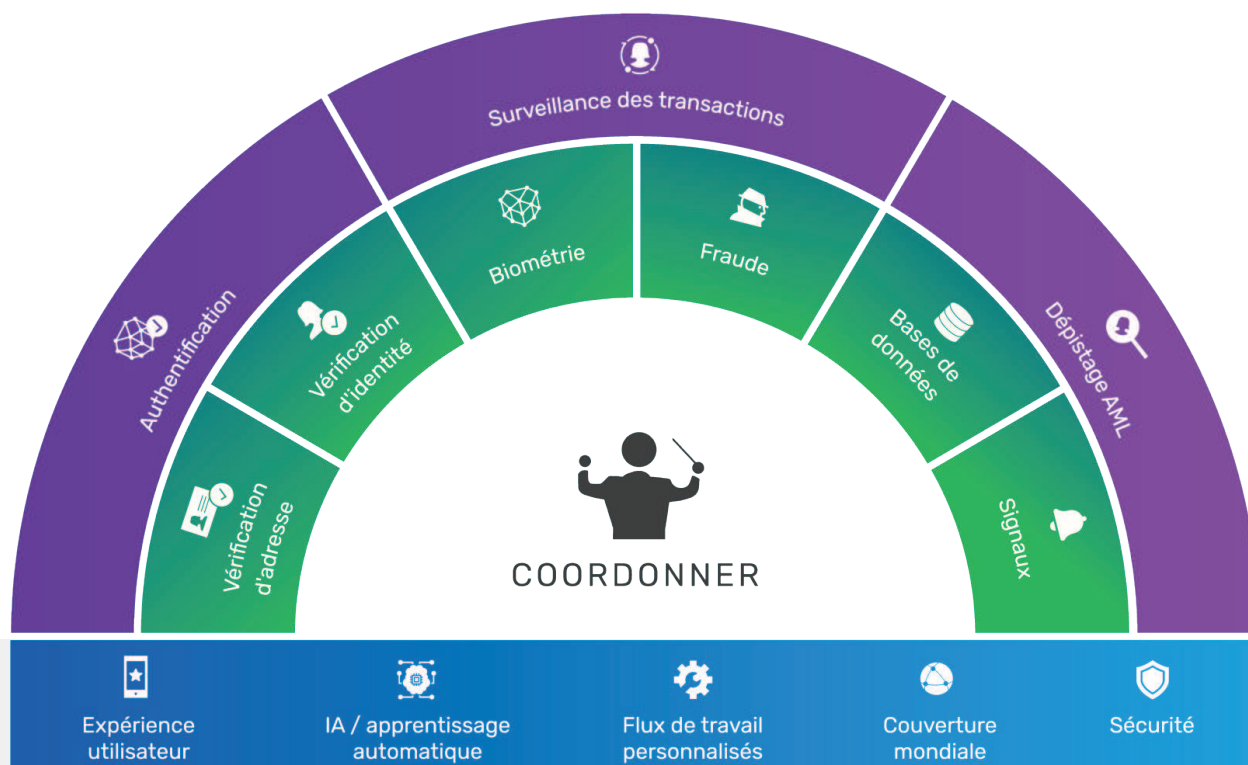 Surveillance des transactions
Authentification
Dépistage AML
Vérification
d'adresse
Vérification
d'identité
Biométrie
Fraude
Bases de
données
Signaux
COORDONNER
Expérience
utilisateur
IA / apprentissage
automatique
Flux de travail
personnalisés
Couverture
mondiale
Sécurité